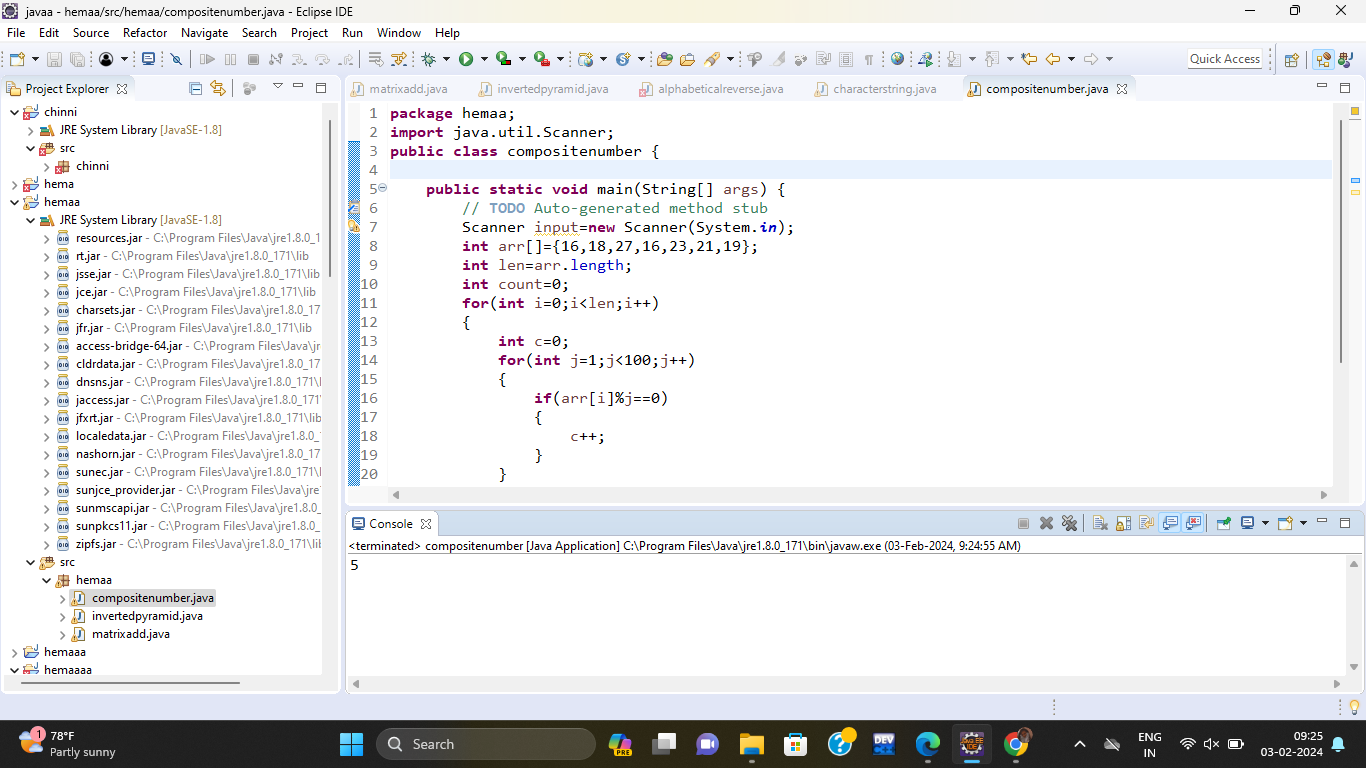 javaa - hemaa/src/hemaa/compositenumber.java - Eclipse IDE
File Edit Source Refactor Navigate Search Project Run Window Help
Quick Access
Project Explorer
chinni
JRE System Library [JavaSE-1.8]
src
chinni
hema
hemaa
JRE System Library [JavaSE-1.8]
resources.jar - C:\Program Files\Java\jre1.8.0_1
rt.jar - C:\Program Files\Java\jre1.8.0_171\lib
jsse.jar - C:\Program Files\Java\jre1.8.0_171\lib
jce.jar - C:\Program Files\Java\jre1.8.0_171\lib
charsets.jar - C:\Program Files\Java\jre1.8.0_17
jfr.jar - C:\Program Files\Java\jre1.8.0_171\lib
access-bridge-64.jar - C:\Program Files\Java\jr
cldrdata.jar - C:\Program Files\Java\jre1.8.0_17
dnsns.jar - C:\Program Files\Java\jre1.8.0_171\l
jaccess.jar - C:\Program Files\Java\jre1.8.0_171
jfxrt.jar - C:\Program Files\Java\jre1.8.0_171\lib
localedata.jar - C:\Program Files\Java\jre1.8.0_
nashorn.jar - C:\Program Files\Java\jre1.8.0_17
sunec.jar - C:\Program Files\Java\jre1.8.0_171\l
sunjce_provider.jar - C:\Program Files\Java\jre
sunmscapi.jar - C:\Program Files\Java\jre1.8.0_
sunpkcs11.jar - C:\Program Files\Java\jre1.8.0_
zipfs.jar - C:\Program Files\Java\jre1.8.0_171\lil
src
hemaa
compositenumber.java
invertedpyramid.java
matrixadd.java
hemaaa
hemaaaa
matrixadd.java invertedpyramid.java alphabeticalreverse.java characterstring.java compositenumber.java
1 package hemaa;
2 import java.util.Scanner;
3 public class compositenumber {
4
5 public static void main(String[] args) {
6 // TODO Auto-generated method stub
7 Scanner input=new Scanner(System.in);
8 int arr[]={16,18,27,16,23,21,19};
9 int len=arr.length;
10 int count=0;
11 for(int i=0;i<len;i++)
12 {
13 int c=0;
14 for(int j=1;j<100;j++)
15 {
16 if(arr[i]%j==0)
17 {
18 c++;
19 }
20 }
Console
<terminated> compositenumber [Java Application] C:\Program Files\Java\jre1.8.0_171\bin\javaw.exe (03-Feb-2024, 9:24:55 AM)
5
1
78°F
Partly sunny
Search
PRE
DEV
Java EE
IDE
ENG
IN
09:25
03-02-2024